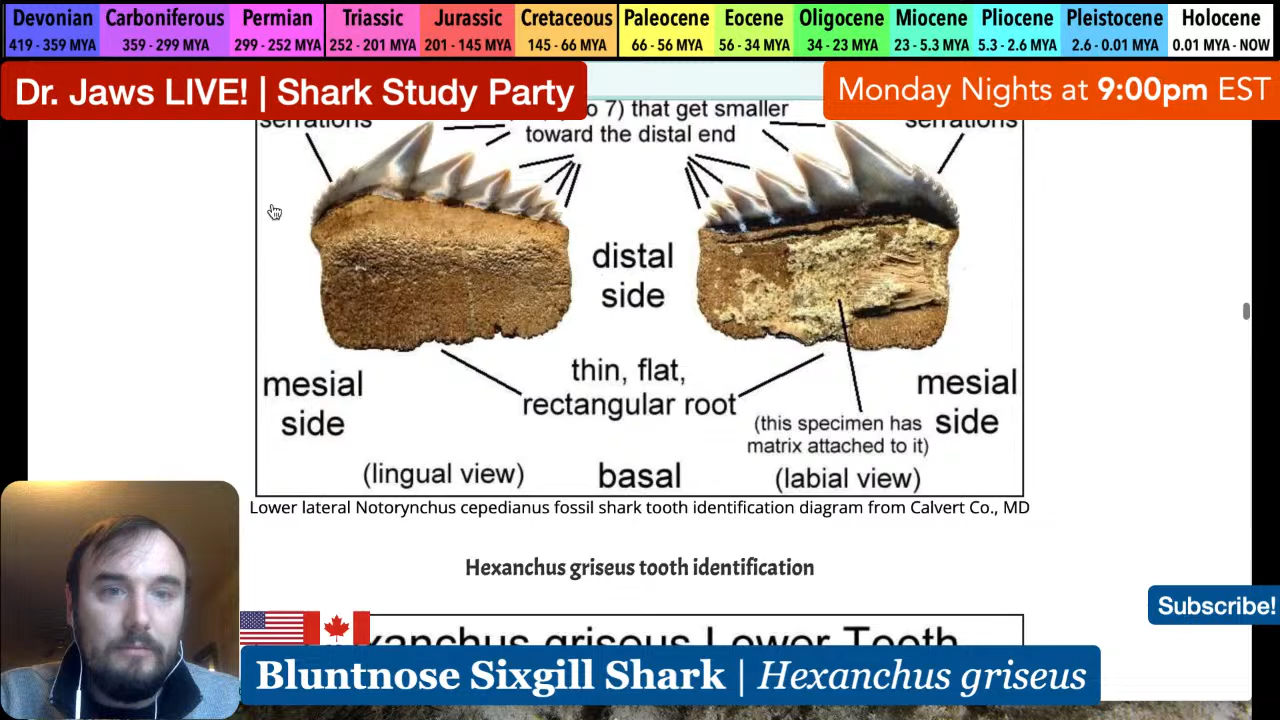 Devonian Carboniferous Permian Triassic Jurassic Cretaceous Paleocene Eocene Oligocene Miocene Pliocene Pleistocene Holocene
419 - 359 MYA 359 - 299 MYA 299 - 252 MYA 252 - 201 MYA 201 - 145 MYA 145 - 66 MYA 66 - 56 MYA 56 - 34 MYA 34 - 23 MYA 23 - 5.3 MYA 5.3 - 2.6 MYA 2.6 - 0.01 MYA 0.01 MYA - NOW
Dr. Jaws LIVE! | Shark Study Party
Monday Nights at 9:00pm EST
serrations
o 7) that get smaller
toward the distal end
serrations
distal
side
mesial
side
thin, flat,
rectangular root
mesial
side
(this specimen has
matrix attached to it)
(lingual view)
basal
(labial view)
Lower lateral Notorynchus cepedianus fossil shark tooth identification diagram from Calvert Co., MD
Hexanchus griseus tooth identification
Subscribe!
xanchus griseus Lower Teeth
Bluntnose Sixgill Shark | Hexanchus griseus